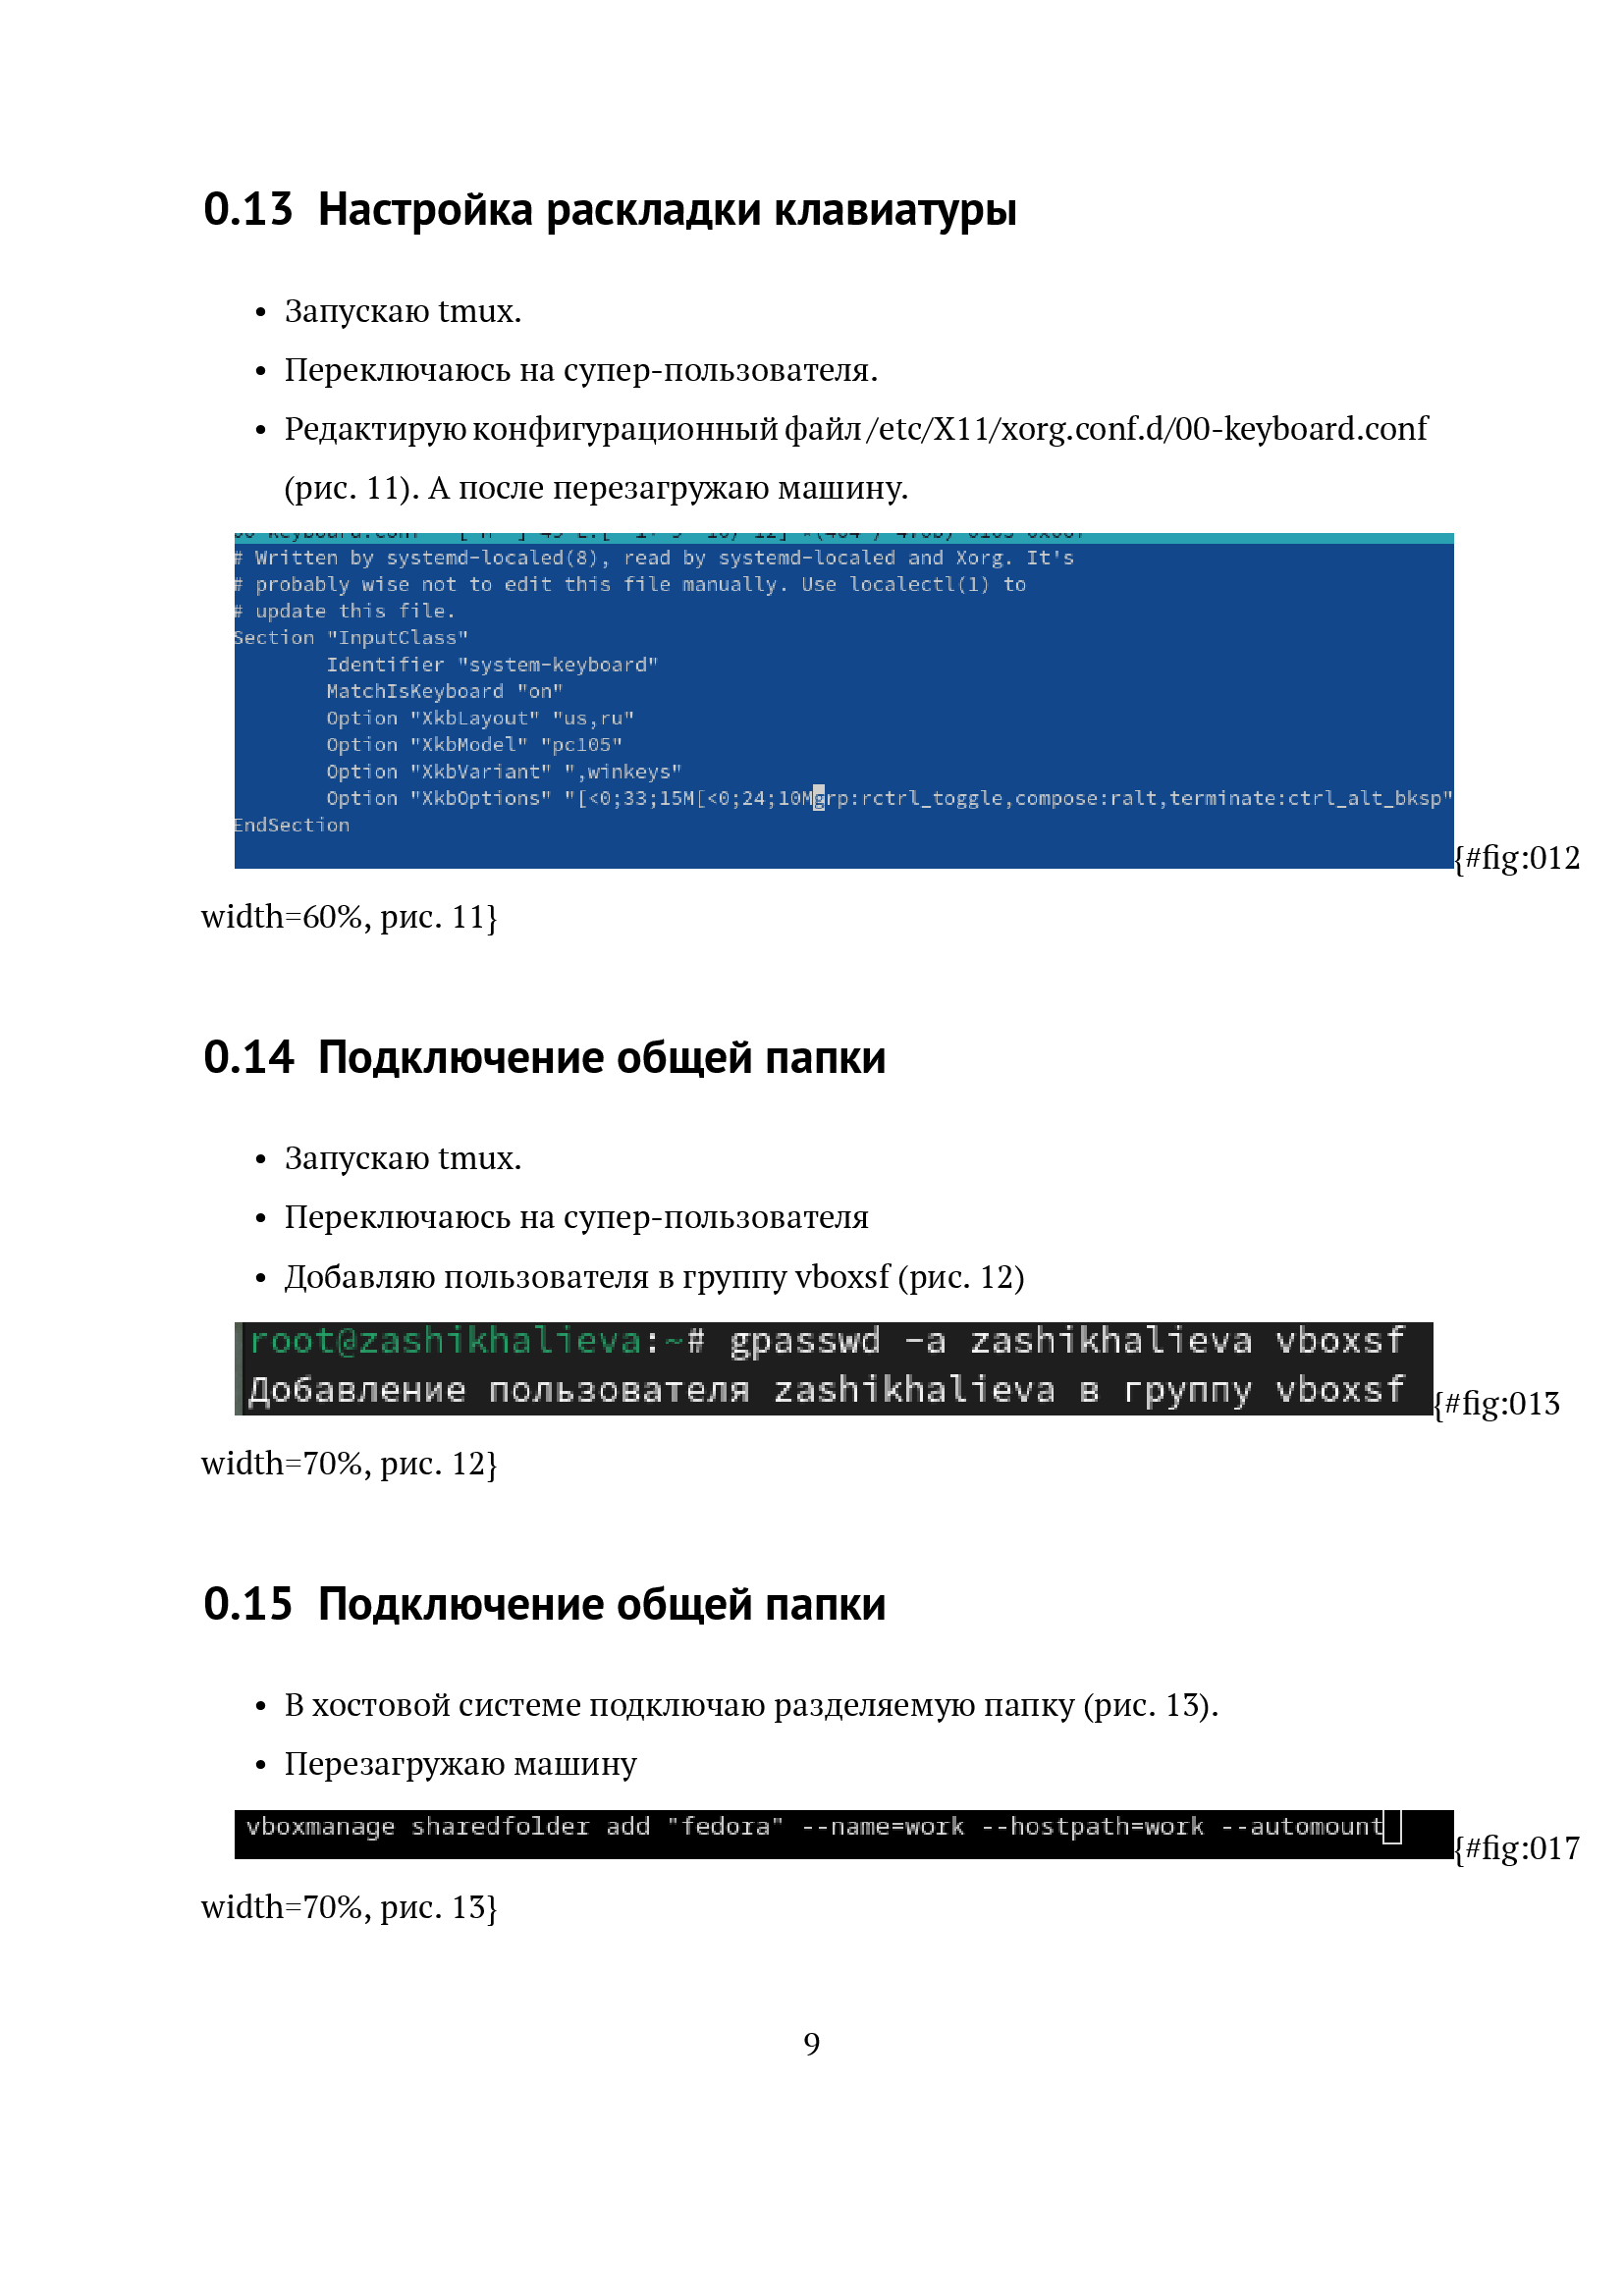 0.13 Настройка раскладки клавиатуры
• Запускаю tmux.
• Переключаюсь на супер-пользователя.
• Редактирую конфигурационный файл /etc/X11/xorg.conf.d/00-keyboard.conf
(рис. 11). А после перезагружаю машину.
# Written by systemd-localed(8), read by systemd-localed and Xorg. It's
# probably wise not to edit this file manually. Use localectl(1) to
# update this file.
Section "InputClass"
Identifier "system-keyboard"
MatchIsKeyboard "on"
Option "XkbLayout" "us,ru"
Option "XkbModel" "pc105"
Option "XkbVariant" ",winkeys"
Option "XkbOptions" "[<0;33;15M[<0;24;10Mgrp:rctrl_toggle,compose:ralt,terminate:ctrl_alt_bksp"
EndSection
{#fig:012
width=60%, рис. 11}
0.14 Подключение общей папки
• Запускаю tmux.
• Переключаюсь на супер-пользователя
• Добавляю пользователя в группу vboxsf (рис. 12)
root@zashikhalieva:~# gpasswd -a zashikhalieva vboxsf
Добавление пользователя zashikhalieva в группу vboxsf
{#fig:013
width=70%, рис. 12}
0.15 Подключение общей папки
• В хостовой системе подключаю разделяемую папку (рис. 13).
• Перезагружаю машину
vboxmanage sharedfolder add "fedora" --name=work --hostpath=work --automount
{#fig:017
width=70%, рис. 13}
9